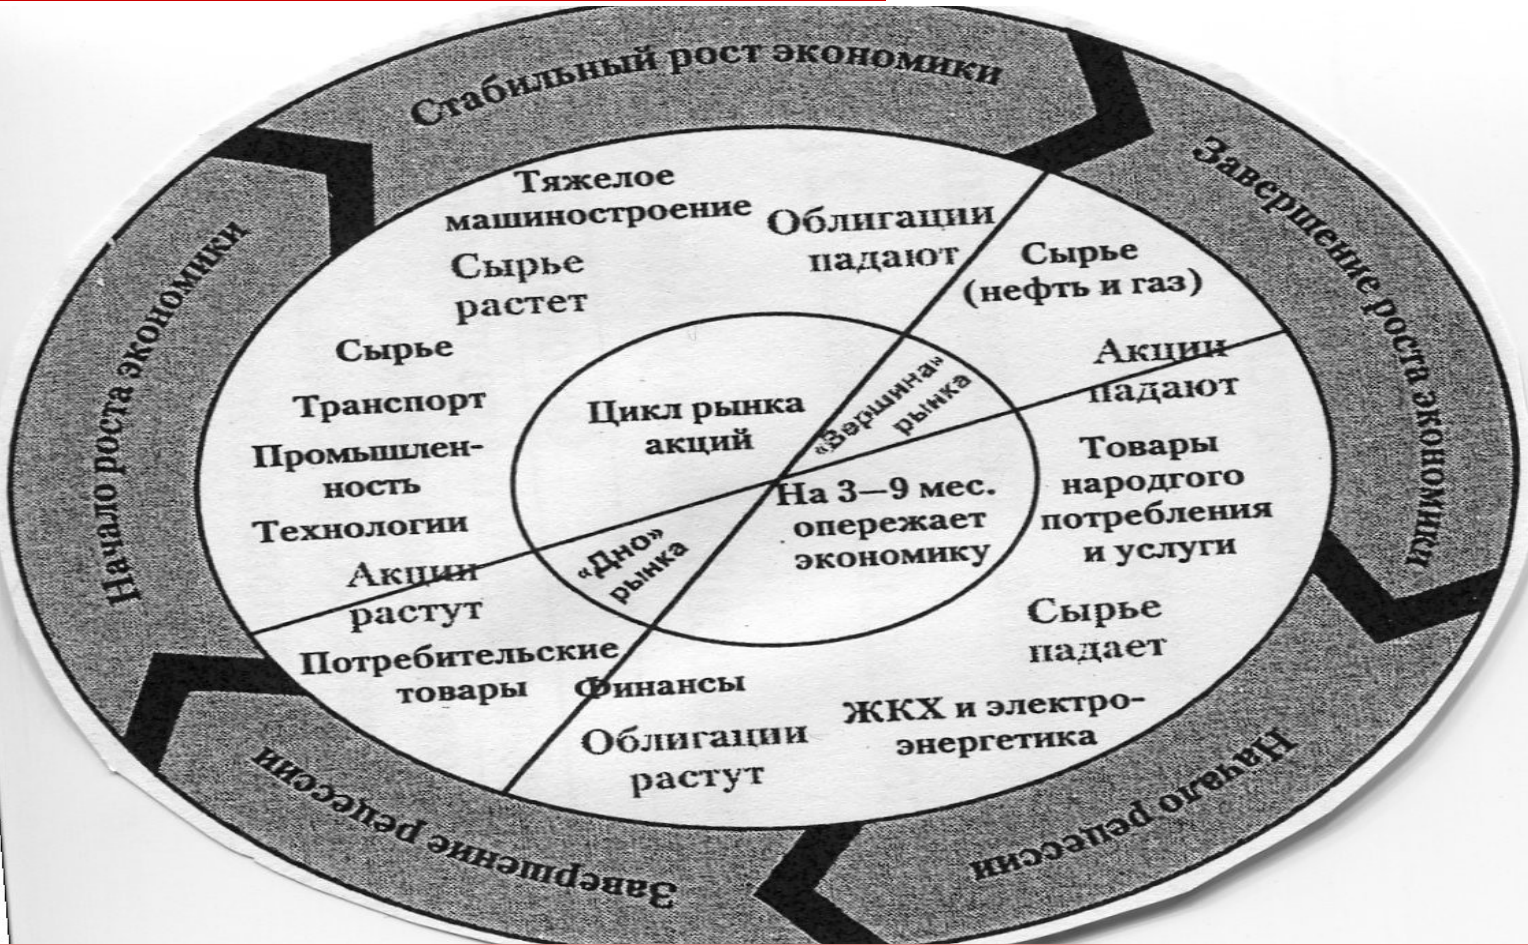 Стабильный рост экономики
Завершение роста экономики
Начало рецессии
Завершение рецессии
Начало роста экономики
Тяжелое
машиностроение
Облигации
падают
Сырье
растет
Сырье
(нефть и газ)
Сырье
Акции
падают
Транспорт
Промышлен-
ность
Технологии
Товары
народгого
потребления
и услуги
Акции
растут
Сырье
падает
Потребительские
товары
Финансы
Облигации
растут
ЖКХ и электро-
энергетика
Цикл рынка
акций
«Вершина»
рынка
На 3—9 мес.
опережает
экономику
«Дно»
рынка